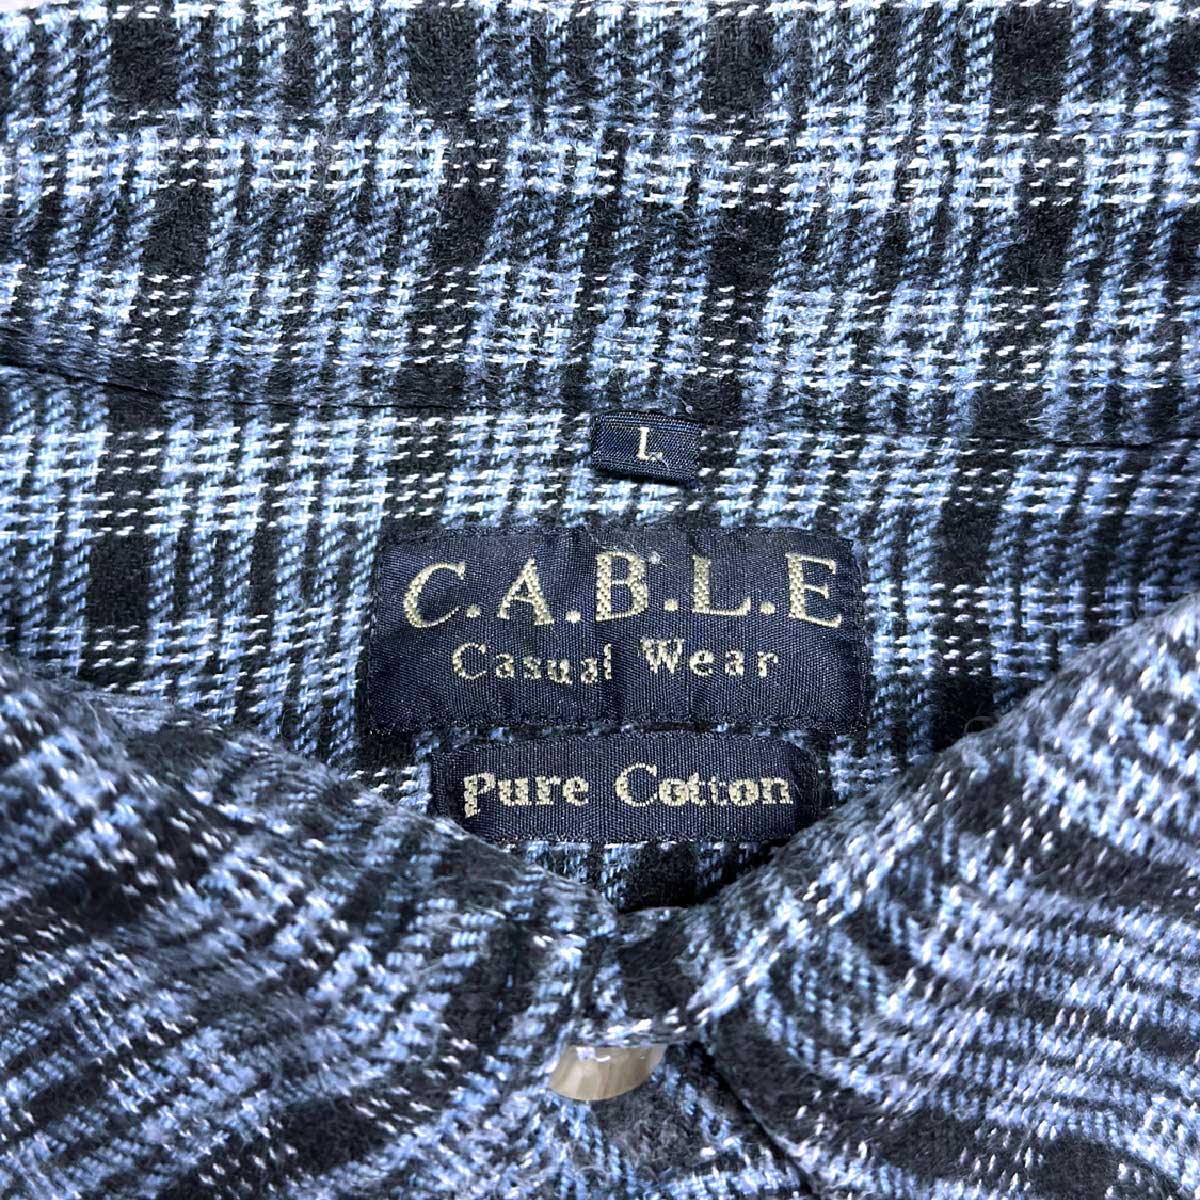 L
C.A.B.L.E
Casual Wear
Pure Cotton